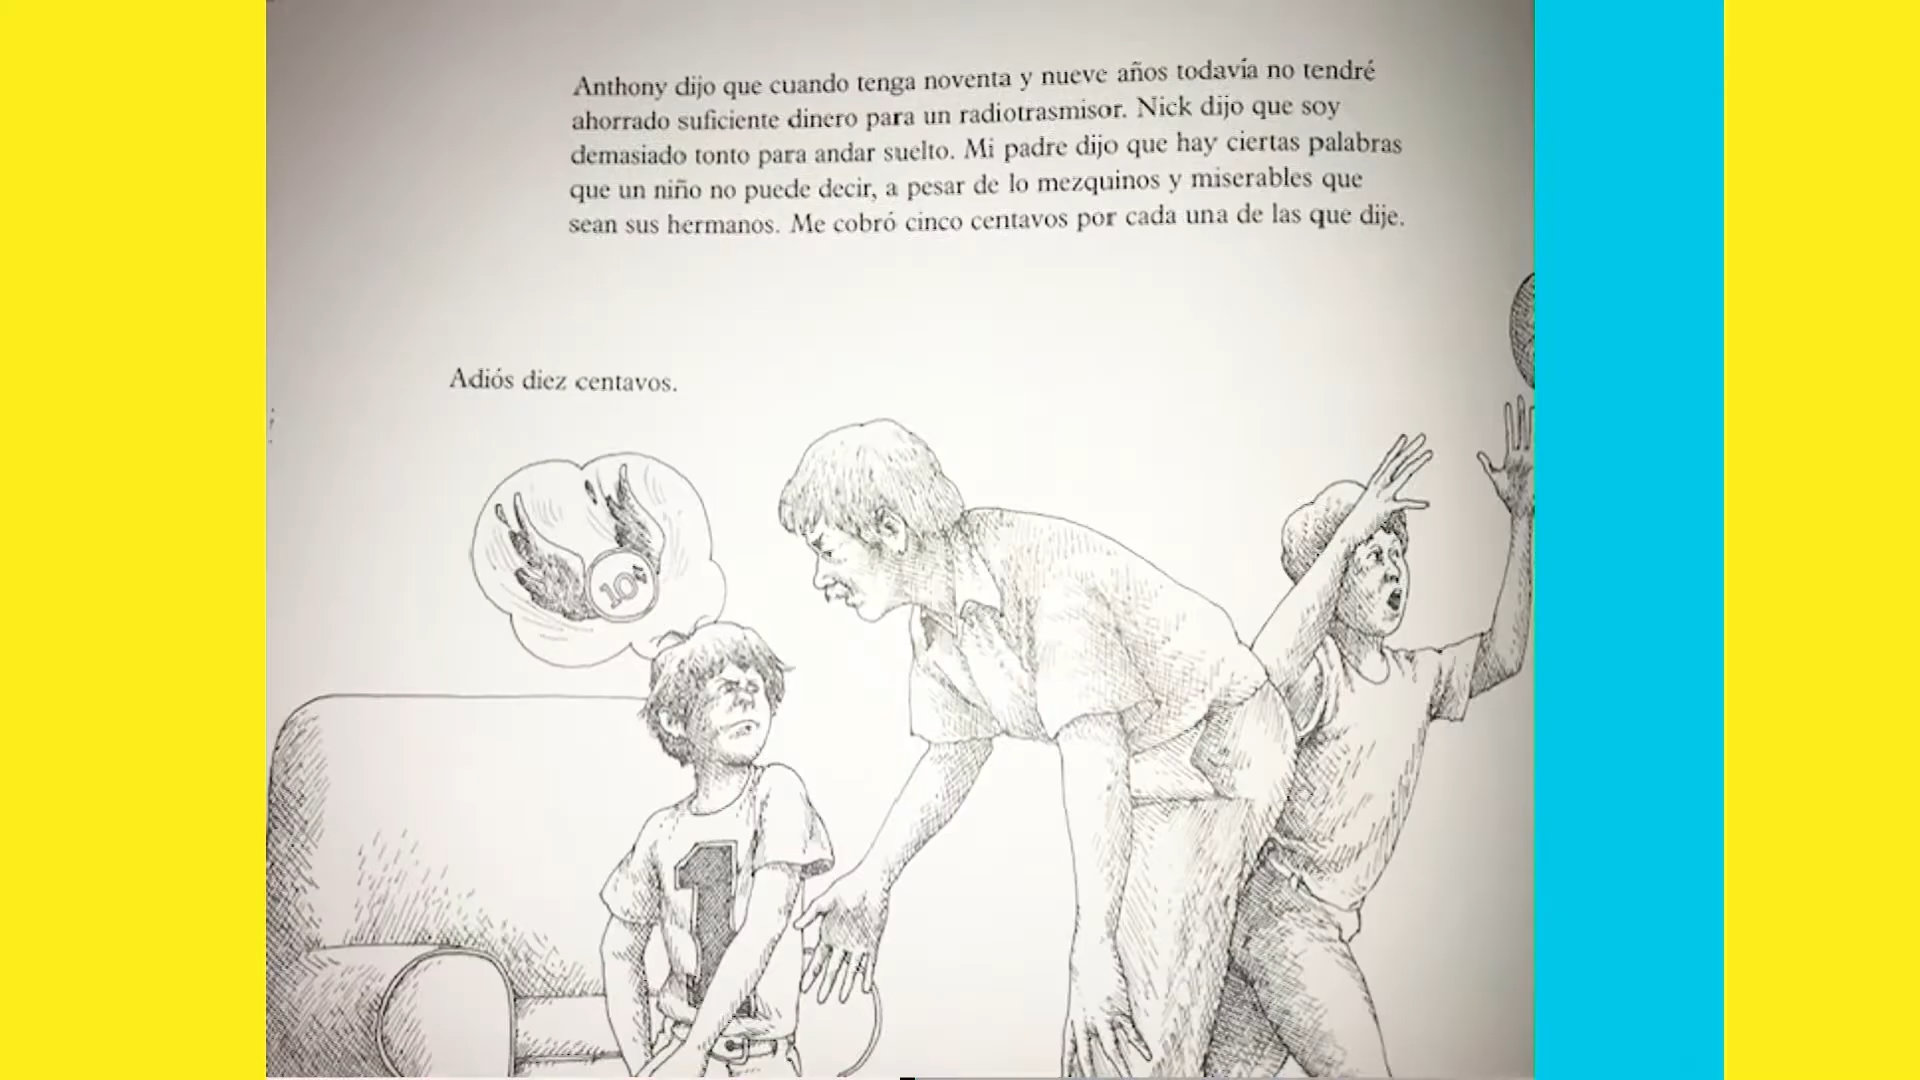 Anthony dijo que cuando tenga noventa y nueve años todavía no tendré
ahorrado suficiente dinero para un radiotrasmisor. Nick dijo que soy
demasiado tonto para andar suelto. Mi padre dijo que hay ciertas palabras
que un niño no puede decir, a pesar de lo mezquinos y miserables que
sean sus hermanos. Me cobró cinco centavos por cada una de las que dije.
Adiós diez centavos.
10¢
1